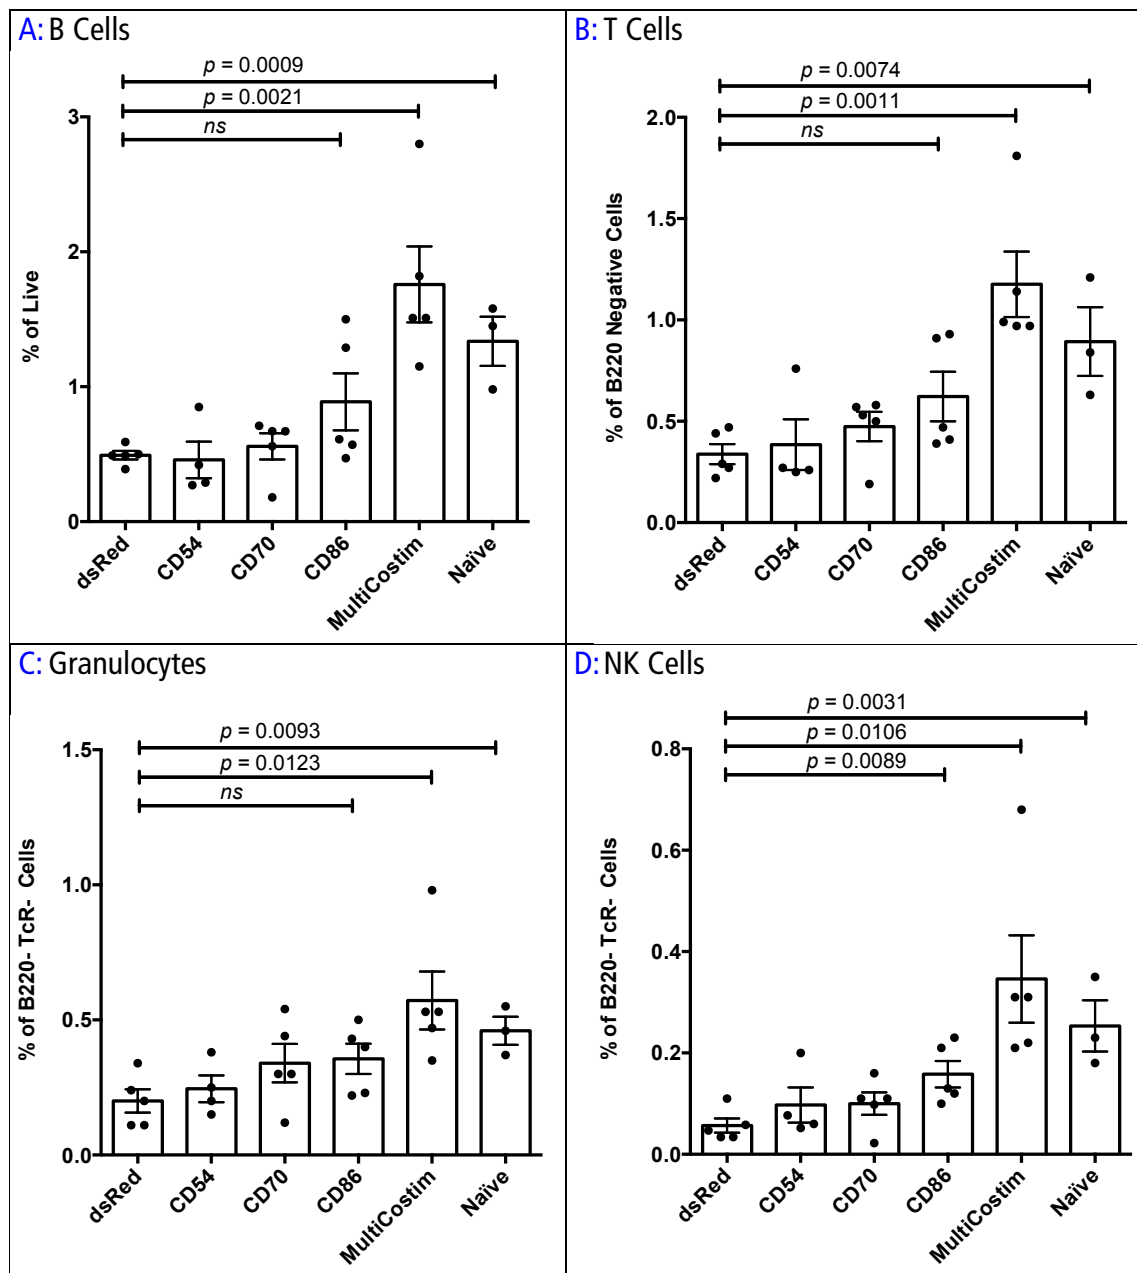 A: B Cells
p = 0.0009
p = 0.0021
ns
3
2
1
0
% of Live
dsRed
CD54
CD70
CD86
MultiCostim
Naïve
B: T Cells
p = 0.0074
p = 0.0011
ns
2.0
1.5
1.0
0.5
0.0
% of B220 Negative Cells
dsRed
CD54
CD70
CD86
MultiCostim
Naïve
C: Granulocytes
p = 0.0093
p = 0.0123
ns
1.5
1.0
0.5
0.0
% of B220- TcR- Cells
dsRed
CD54
CD70
CD86
MultiCostim
Naïve
D: NK Cells
p = 0.0031
p = 0.0106
p = 0.0089
0.8
0.6
0.4
0.2
0.0
% of B220- TcR- Cells
dsRed
CD54
CD70
CD86
MultiCostim
Naïve